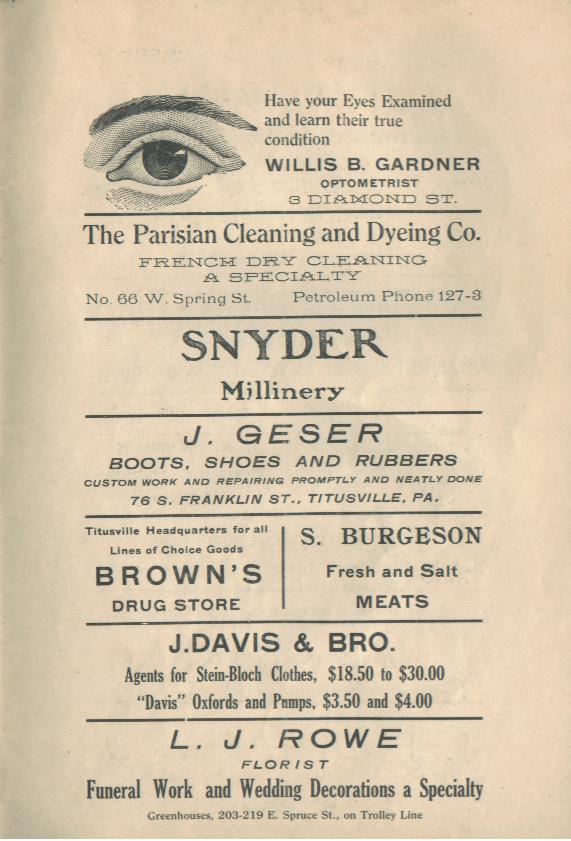 Have your Eyes Examined
and learn their true
condition
WILLIS B. GARDNER
OPTOMETRIST
3 DIAMOND ST.
The Parisian Cleaning and Dyeing Co.
FRENCH DRY CLEANING
A SPECIALTY
No. 66 W. Spring St. Petroleum Phone 127-3
SNYDER
Millinery
J. GESER
BOOTS, SHOES AND RUBBERS
CUSTOM WORK AND REPAIRING PROMPTLY AND NEATLY DONE
76 S. FRANKLIN ST., TITUSVILLE, PA.
Titusville Headquarters for all
Lines of Choice Goods
BROWN'S
DRUG STORE
S. BURGESON
Fresh and Salt
MEATS
J.DAVIS & BRO.
Agents for Stein-Bloch Clothes, $18.50 to $30.00
“Davis” Oxfords and Pumps, $3.50 and $4.00
L. J. ROWE
FLORIST
Funeral Work and Wedding Decorations a Specialty
Greenhouses, 203-219 E. Spruce St., on Trolley Line